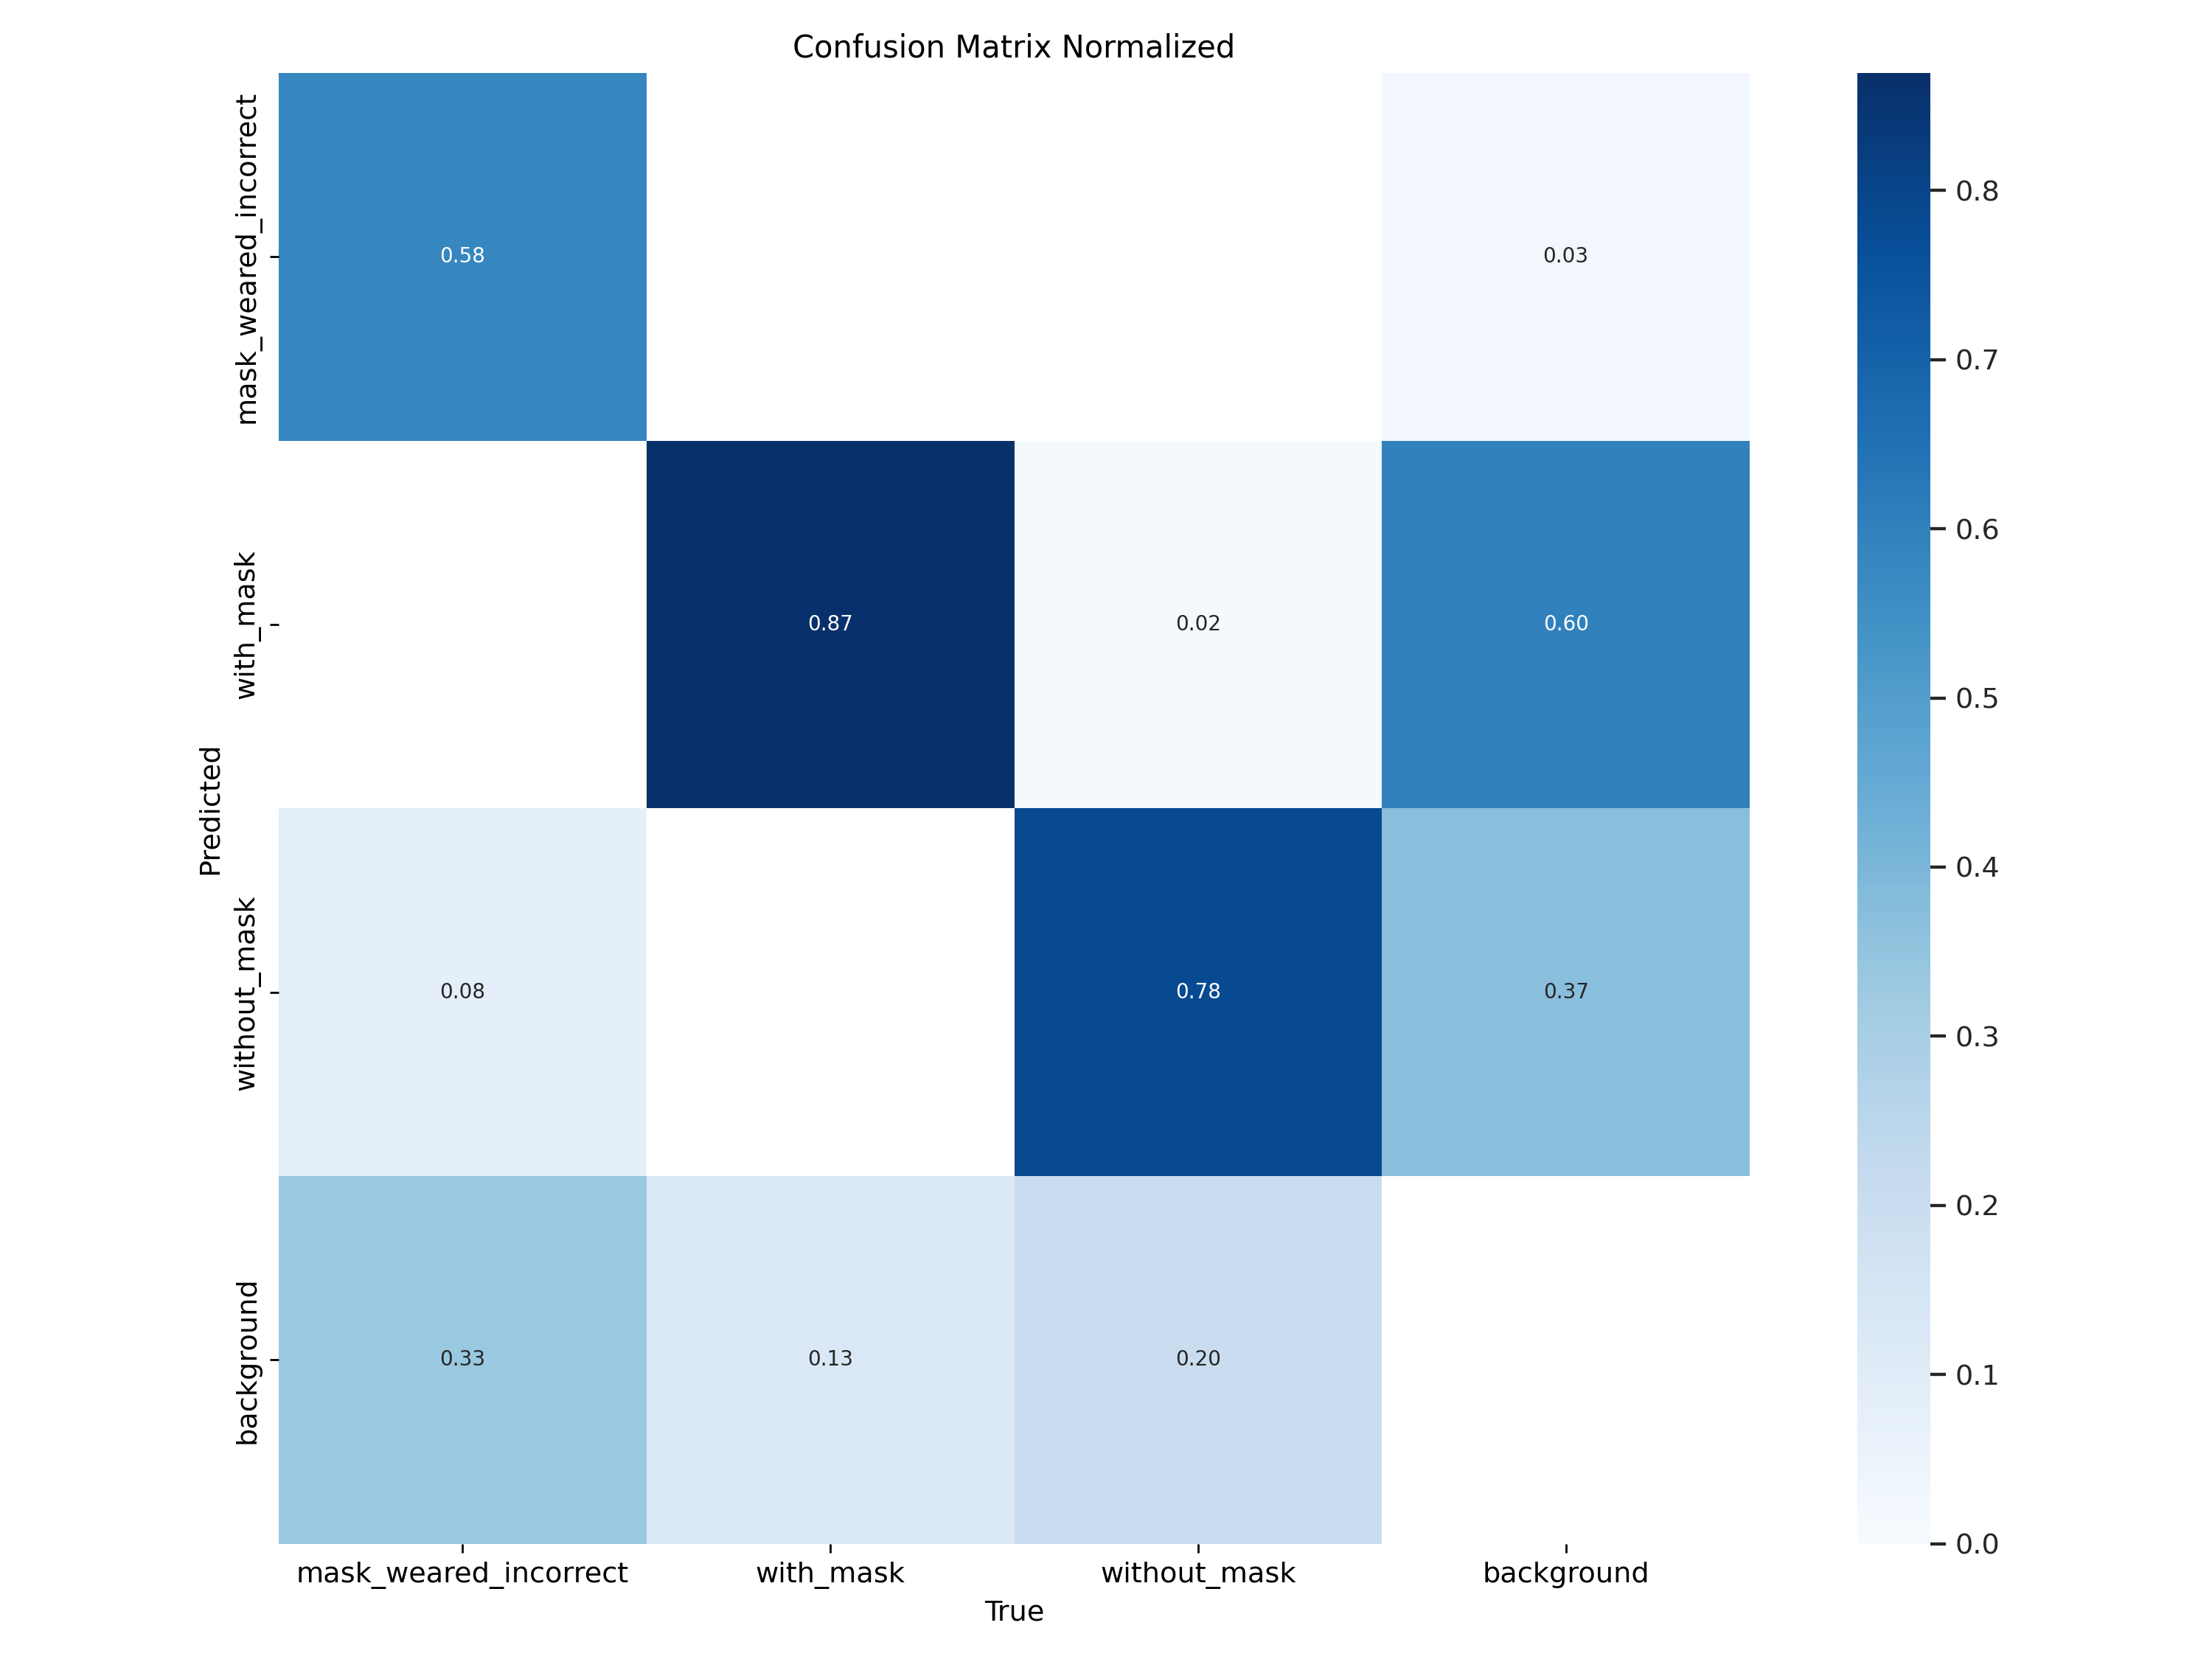 Confusion Matrix Normalized
mask_weared_incorrect
0.58
0.03
with_mask
0.87
0.02
0.60
without_mask
0.08
0.78
0.37
background
0.33
0.13
0.20
Predicted
mask_weared_incorrect
with_mask
without_mask
background
True
0.8
0.7
0.6
0.5
0.4
0.3
0.2
0.1
0.0